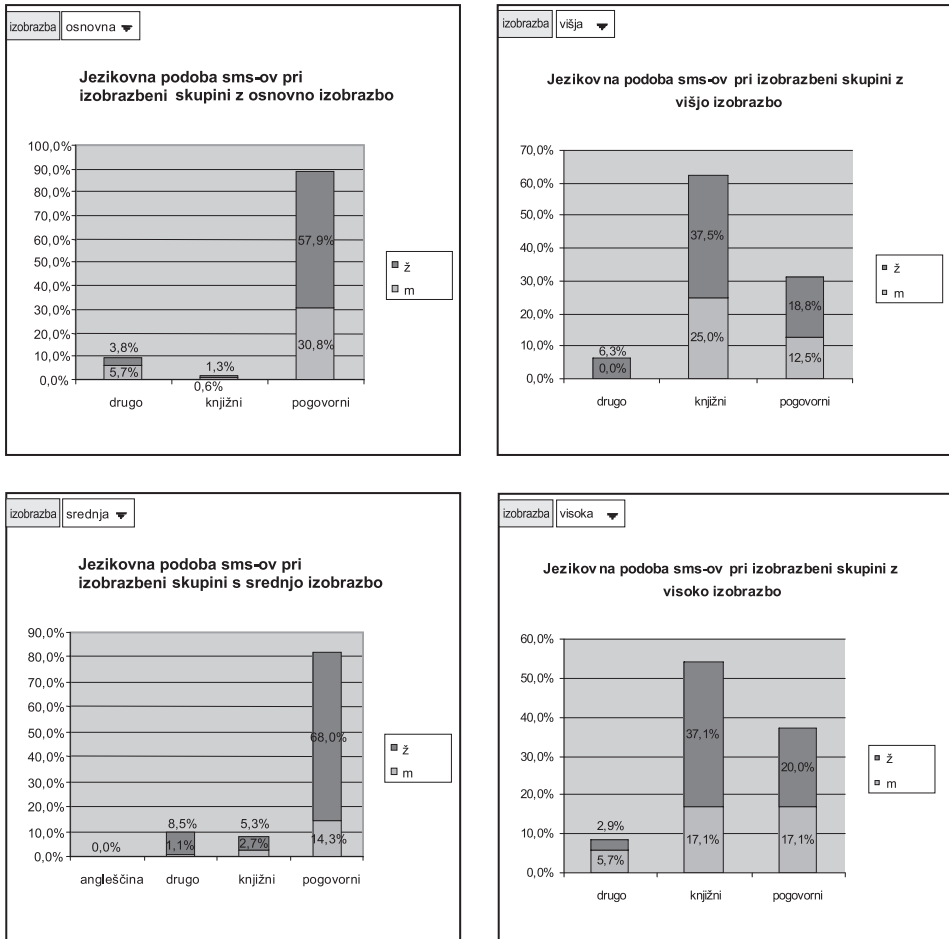 izobrazba osnovna
Jezikovna podoba sms-ov pri
izobrazbeni skupini z osnovno izobrazbo
100,0%
90,0%
80,0%
70,0%
60,0%
50,0%
40,0%
30,0%
20,0%
10,0%
0,0%
3,8%
5,7%
1,3%
0,6%
57,9%
30,8%
drugo knjižni pogovorni
ž
m
izobrazba višja
Jezikovna podoba sms-ov pri izobrazbeni skupini z
višjo izobrazbo
70,0%
60,0%
50,0%
40,0%
30,0%
20,0%
10,0%
0,0%
6,3%
0,0%
37,5%
25,0%
18,8%
12,5%
drugo knjižni pogovorni
ž
m
izobrazba srednja
Jezikovna podoba sms-ov pri
izobrazbeni skupini s srednjo izobrazbo
90,0%
80,0%
70,0%
60,0%
50,0%
40,0%
30,0%
20,0%
10,0%
0,0%
0,0%
8,5%
1,1%
5,3%
2,7%
68,0%
14,3%
angleščina drugo knjižni pogovorni
ž
m
izobrazba visoka
Jezikovna podoba sms-ov pri izobrazbeni skupini z
visoko izobrazbo
60,0%
50,0%
40,0%
30,0%
20,0%
10,0%
0,0%
2,9%
5,7%
37,1%
17,1%
20,0%
17,1%
drugo knjižni pogovorni
ž
m